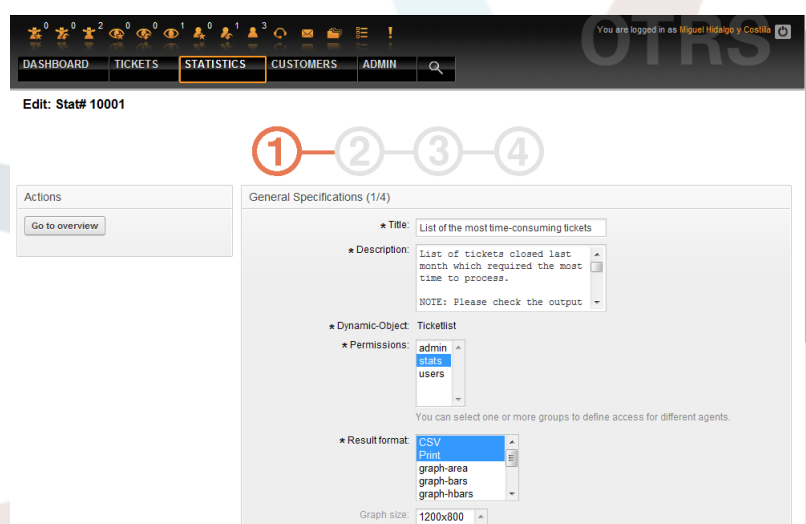 0 0 2 0 0 1 0 1 3
You are logged in as Miguel Hidalgo y Costilla
OTRS
DASHBOARD TICKETS STATISTICS CUSTOMERS ADMIN
Edit: Stat# 10001
1 2 3 4
Actions
Go to overview
General Specifications (1/4)
★ Title: List of the most time-consuming tickets
★ Description: List of tickets closed last
month which required the most
time to process.
NOTE: Please check the output
★ Dynamic-Object: Ticketlist
★ Permissions: admin
stats
users
You can select one or more groups to define access for different agents.
★ Result format: CSV
Print
graph-area
graph-bars
graph-hbars
Graph size: 1200x800